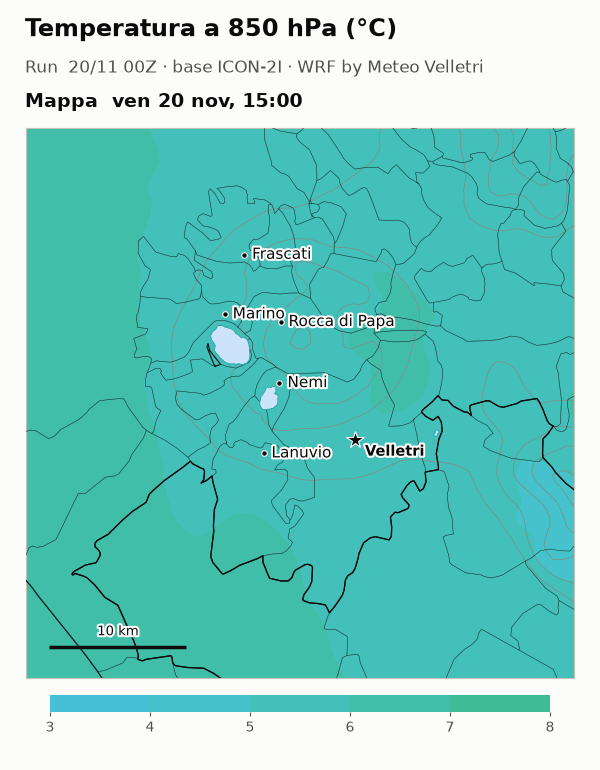 Temperatura a 850 hPa (°C)
Run  20/11 00Z · base ICON-2I · WRF by Meteo Velletri
Mappa  ven 20 nov, 15:00
Frascati
Marino
Rocca di Papa
Nemi
Velletri
Lanuvio
10 km
3 4 5 6 7 8